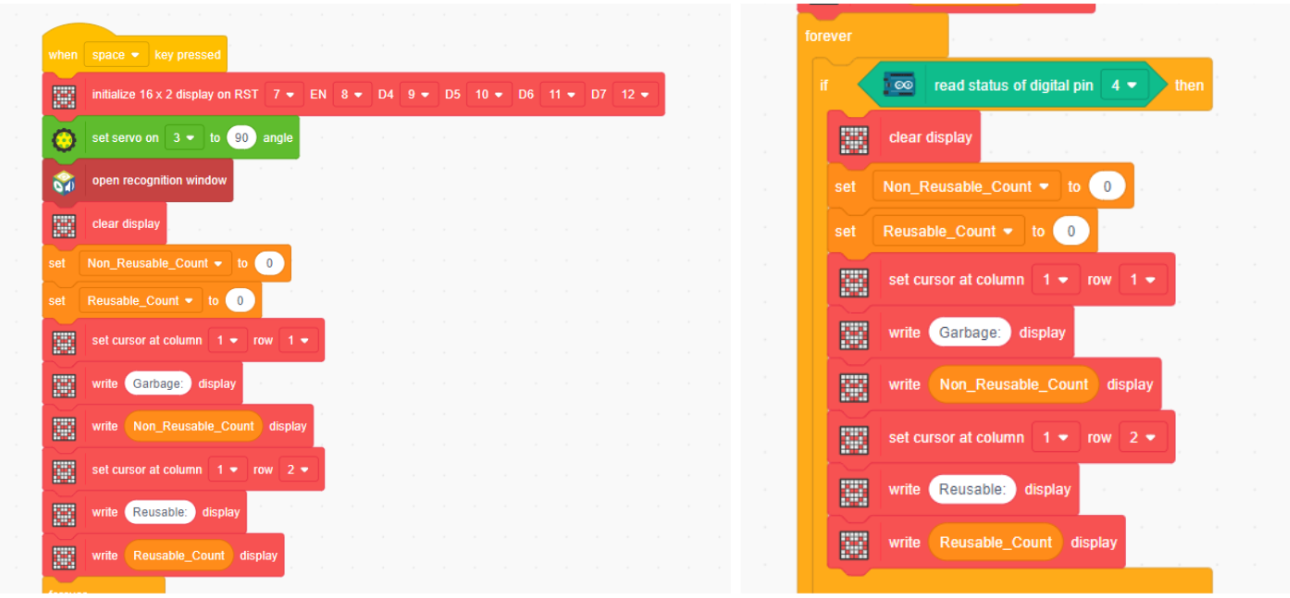 when space key pressed
initialize 16 x 2 display on RST 7 EN 8 D4 9 D5 10 D6 11 D7 12
set servo on 3 to 90 angle
open recognition window
clear display
set Non_Reusable_Count to 0
set Reusable_Count to 0
set cursor at column 1 row 1
write Garbage: display
write Non_Reusable_Count display
set cursor at column 1 row 2
write Reusable: display
write Reusable_Count display
forever
forever
if read status of digital pin 4 then
clear display
set Non_Reusable_Count to 0
set Reusable_Count to 0
set cursor at column 1 row 1
write Garbage: display
write Non_Reusable_Count display
set cursor at column 1 row 2
write Reusable: display
write Reusable_Count display